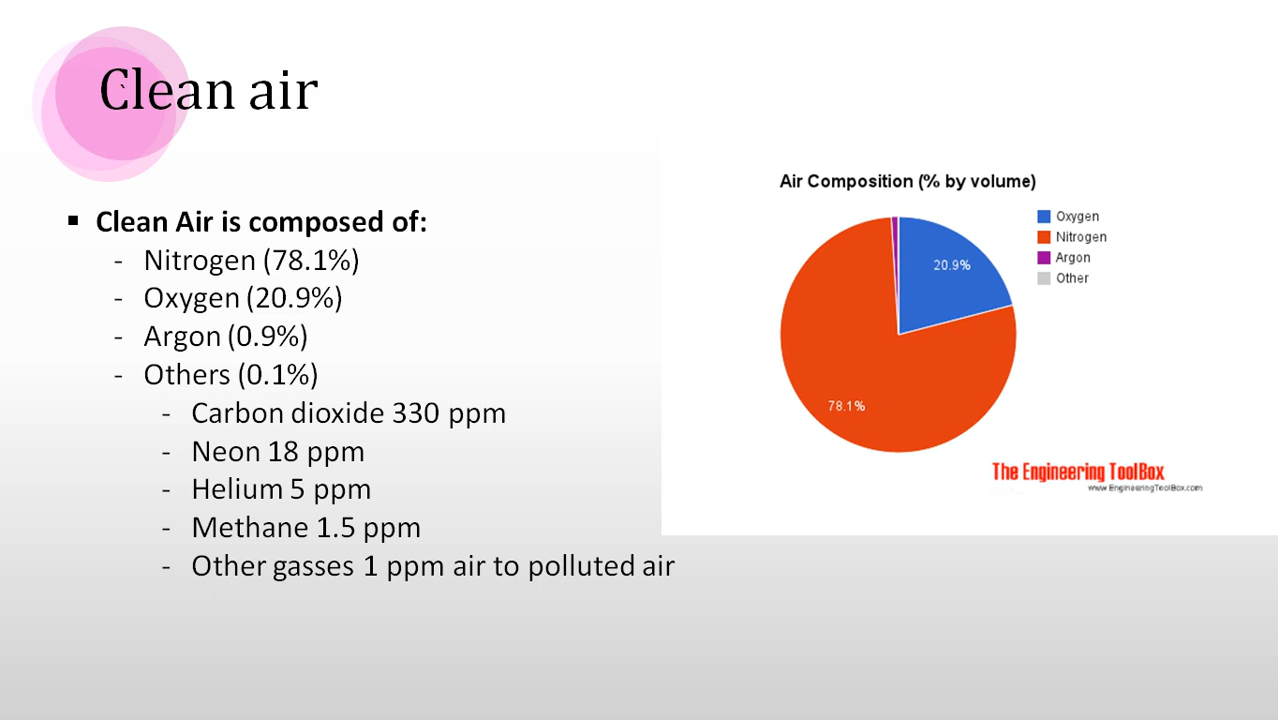 Clean air
▪ Clean Air is composed of:
- Nitrogen (78.1%)
- Oxygen (20.9%)
- Argon (0.9%)
- Others (0.1%)
- Carbon dioxide 330 ppm
- Neon 18 ppm
- Helium 5 ppm
- Methane 1.5 ppm
- Other gasses 1 ppm air to polluted air
Air Composition (% by volume)
Oxygen
Nitrogen
Argon
Other
20.9%
78.1%
The Engineering ToolBox
www.EngineeringToolBox.com